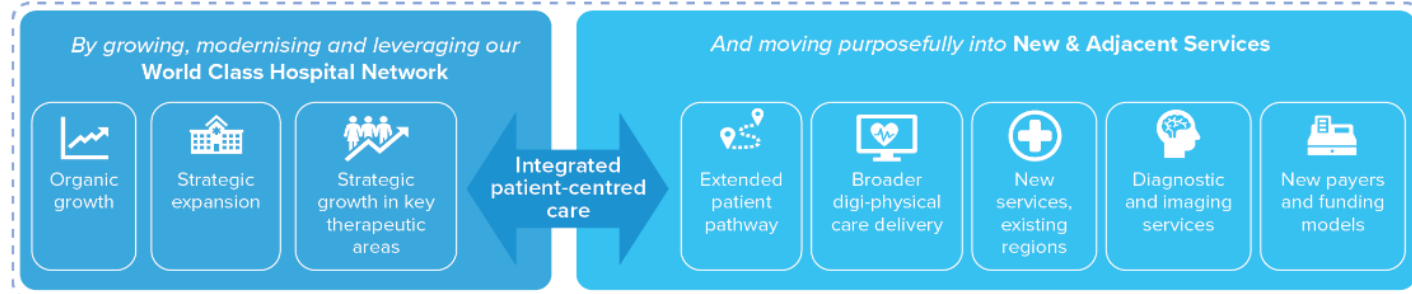 By growing, modernising and leveraging our
World Class Hospital Network
Organic
growth
Strategic
expansion
Strategic
growth in key
therapeutic
areas
Integrated
patient-centred
care
And moving purposefully into New & Adjacent Services
Extended
patient
pathway
Broader
digi-physical
care delivery
New
services,
existing
regions
Diagnostic
and imaging
services
New payers
and funding
models